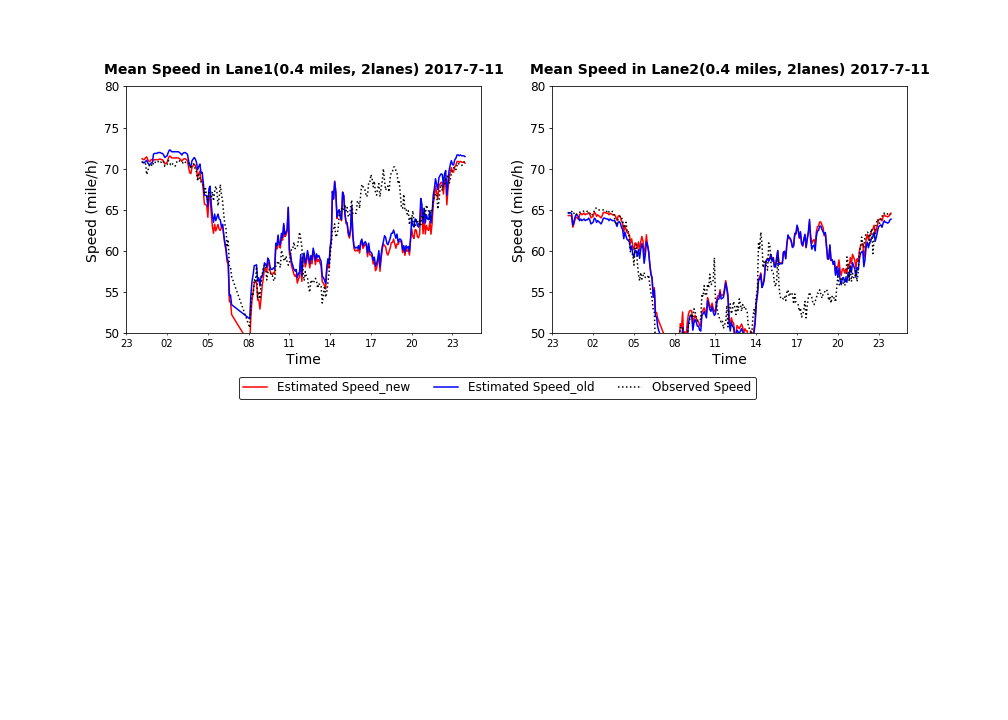 Mean Speed in Lane1(0.4 miles, 2lanes) 2017-7-11
80
75
70
65
60
55
50
Speed (mile/h)
23 02 05 08 11 14 17 20 23
Time
Mean Speed in Lane2(0.4 miles, 2lanes) 2017-7-11
80
75
70
65
60
55
50
Speed (mile/h)
23 02 05 08 11 14 17 20 23
Time
Estimated Speed_new Estimated Speed_old Observed Speed